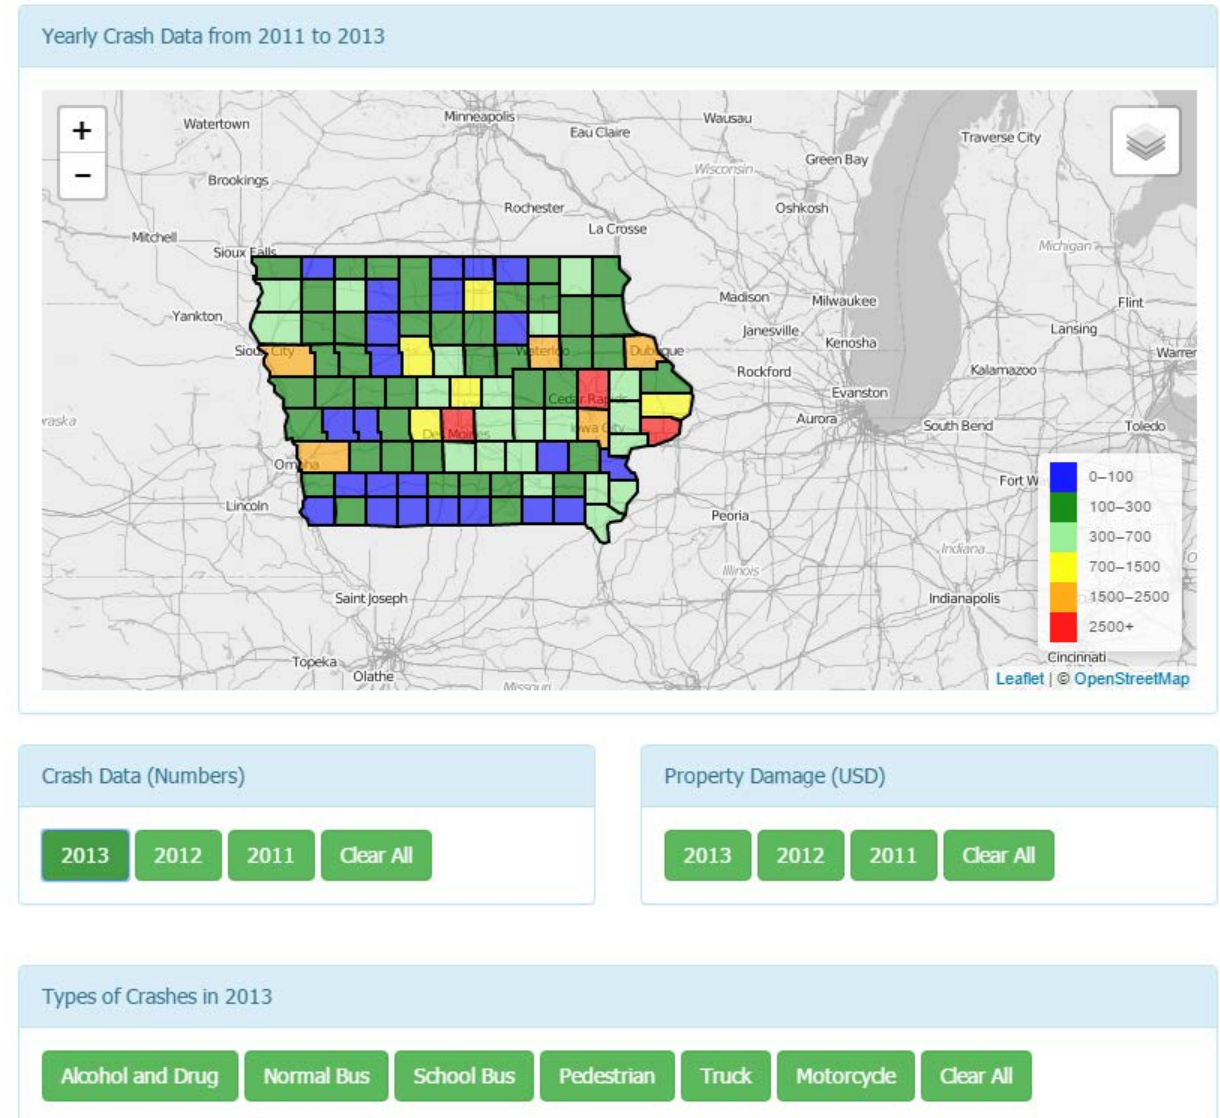 Yearly Crash Data from 2011 to 2013
+
−
Watertown
Minneapolis
Eau Claire
Wausau
Traverse City
Green Bay
Wisconsin
Brookings
Rochester
Oshkosh
La Crosse
Mitchell
Sioux Falls
Michigan
Madison
Milwaukee
Flint
Yankton
Janesville
Lansing
Kenosha
Sioux City
Waterloo
Dubuque
Warren
Rockford
Kalamazoo
Evanston
Cedar Rapids
Aurora
South Bend
Toledo
raska
Iowa City
Des Moines
Omaha
Fort W
0–100
Lincoln
100–300
Peoria
300–700
Indiana
Illinois
700–1500
Saint Joseph
Indianapolis
1500–2500
2500+
Topeka
Cincinnati
Olathe
Missouri
Leaflet | © OpenStreetMap
Crash Data (Numbers)
2013 2012 2011 Clear All
Property Damage (USD)
2013 2012 2011 Clear All
Types of Crashes in 2013
Alcohol and Drug Normal Bus School Bus Pedestrian Truck Motorcycle Clear All